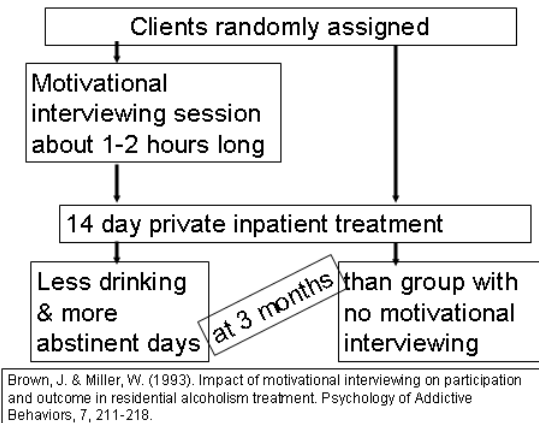 Clients randomly assigned
Motivational
interviewing session
about 1-2 hours long
14 day private inpatient treatment
Less drinking
& more
abstinent days
at 3 months
than group with
no motivational
interviewing
Brown, J. & Miller, W. (1993). Impact of motivational interviewing on participation
and outcome in residential alcoholism treatment. Psychology of Addictive
Behaviors, 7, 211-218.